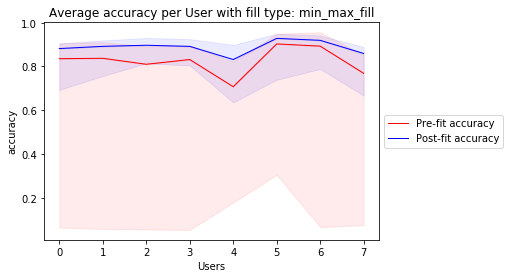 Average accuracy per User with fill type: min_max_fill
1.0
0.8
0.6
0.4
0.2
accuracy
0 1 2 3 4 5 6 7
Users
Pre-fit accuracy
Post-fit accuracy